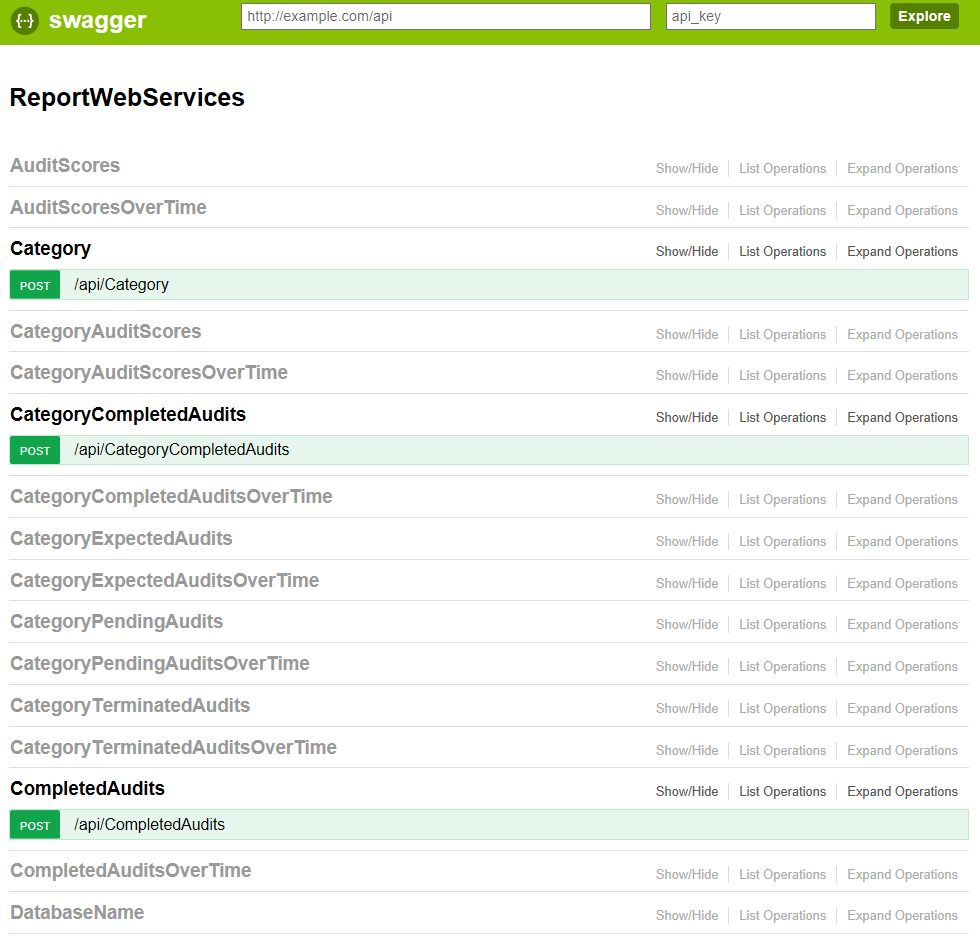 {··} swagger http://example.com/api api_key Explore
ReportWebServices
AuditScores Show/Hide List Operations Expand Operations
AuditScoresOverTime Show/Hide List Operations Expand Operations
Category Show/Hide List Operations Expand Operations
POST /api/Category
CategoryAuditScores Show/Hide List Operations Expand Operations
CategoryAuditScoresOverTime Show/Hide List Operations Expand Operations
CategoryCompletedAudits Show/Hide List Operations Expand Operations
POST /api/CategoryCompletedAudits
CategoryCompletedAuditsOverTime Show/Hide List Operations Expand Operations
CategoryExpectedAudits Show/Hide List Operations Expand Operations
CategoryExpectedAuditsOverTime Show/Hide List Operations Expand Operations
CategoryPendingAudits Show/Hide List Operations Expand Operations
CategoryPendingAuditsOverTime Show/Hide List Operations Expand Operations
CategoryTerminatedAudits Show/Hide List Operations Expand Operations
CategoryTerminatedAuditsOverTime Show/Hide List Operations Expand Operations
CompletedAudits Show/Hide List Operations Expand Operations
POST /api/CompletedAudits
CompletedAuditsOverTime Show/Hide List Operations Expand Operations
DatabaseName Show/Hide List Operations Expand Operations